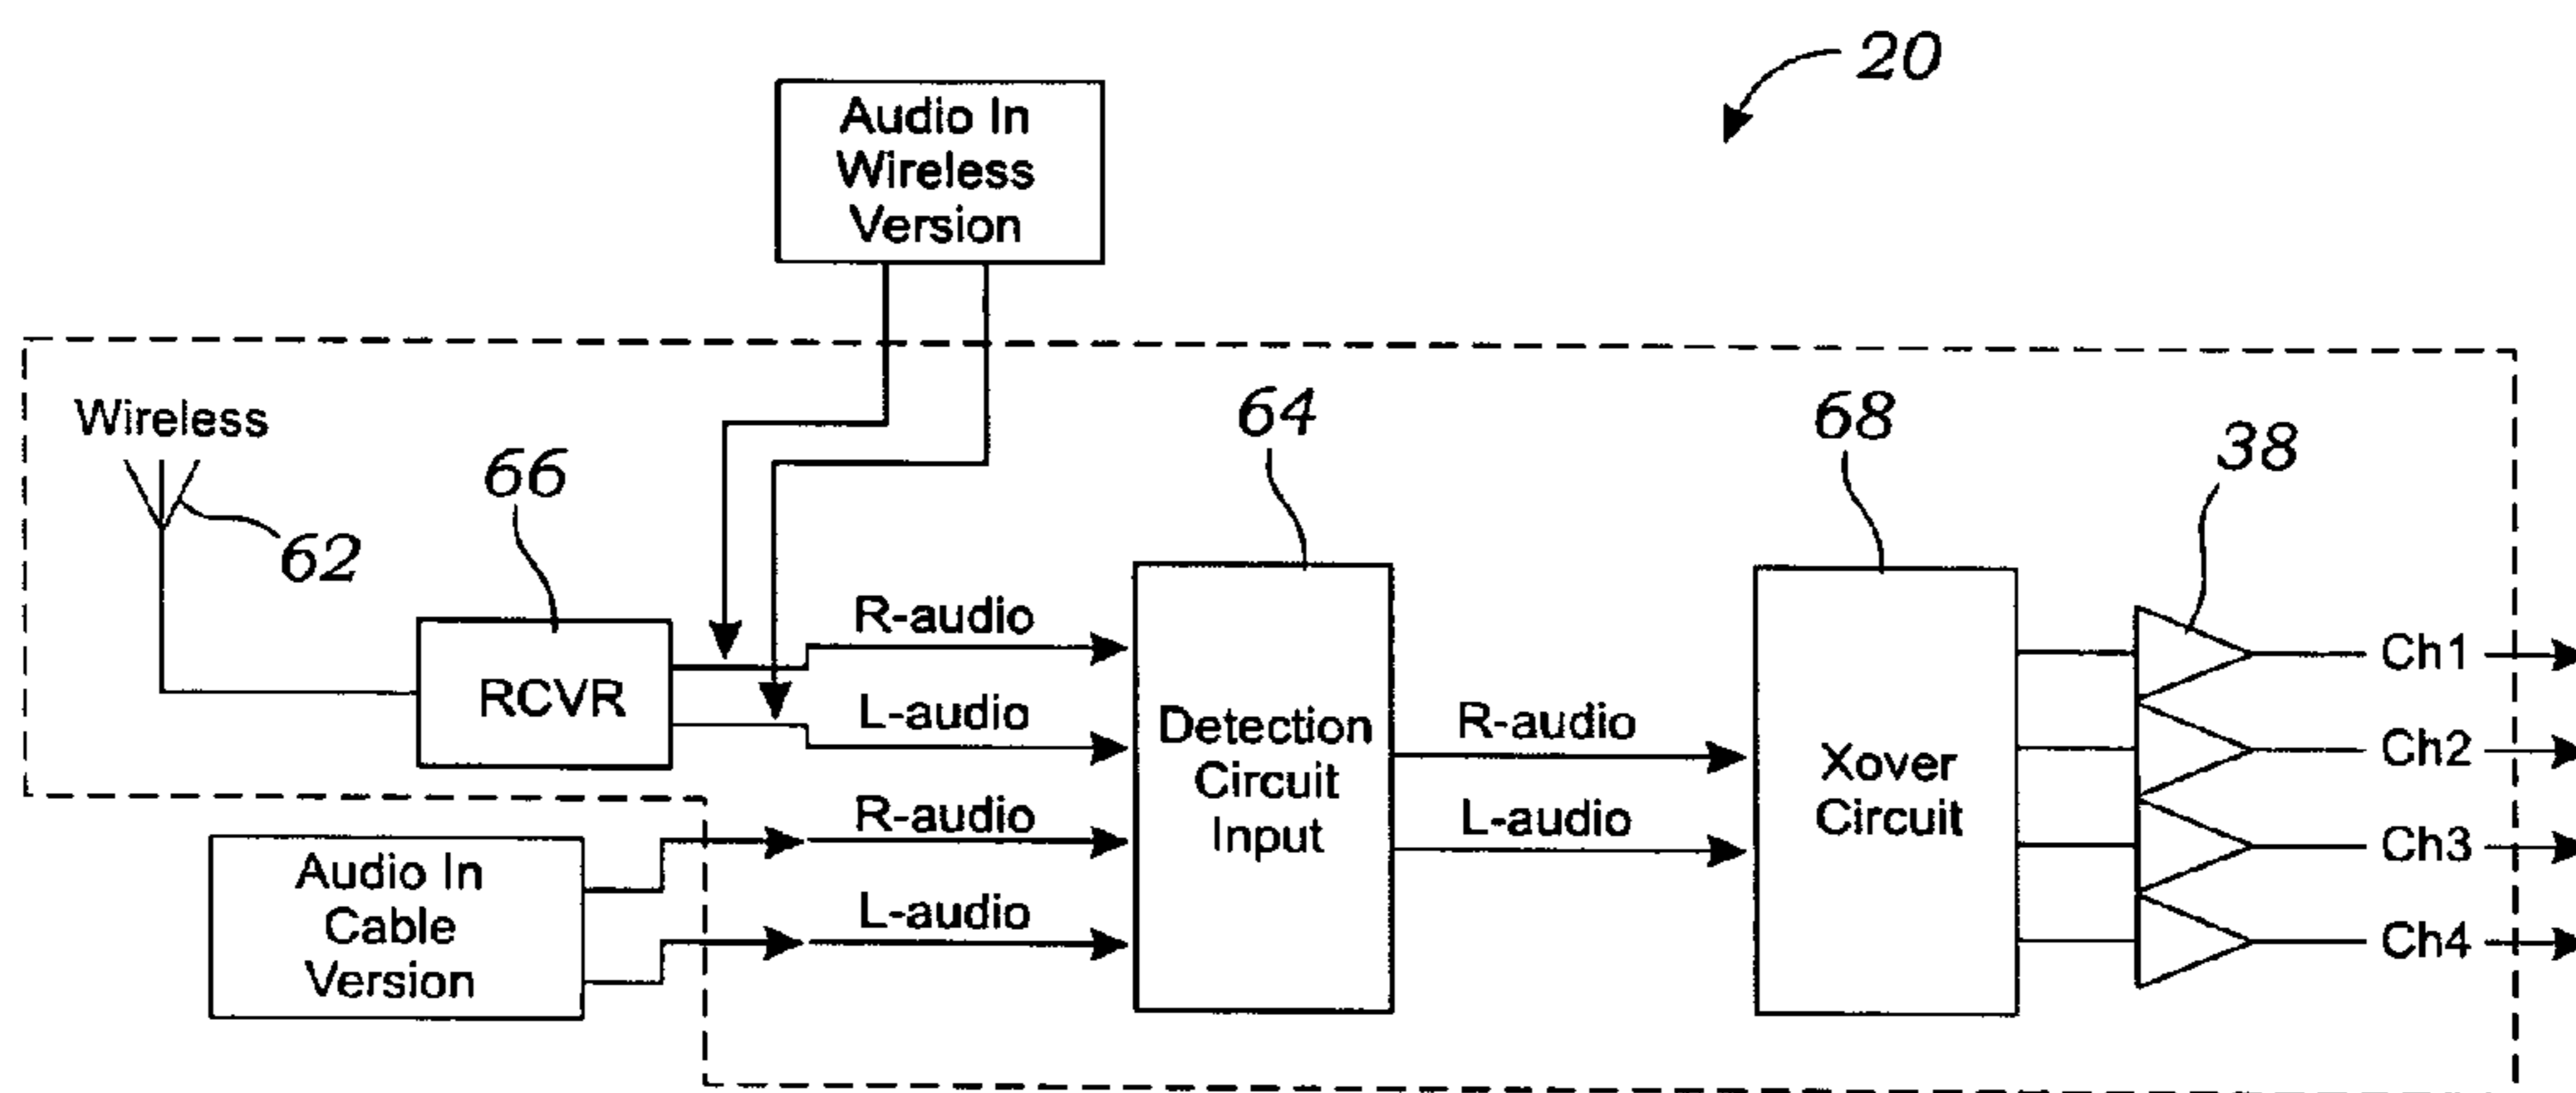 20
Audio In
Wireless
Version
Wireless
62
66
RCVR
R-audio
L-audio
R-audio
L-audio
Audio In
Cable
Version
64
Detection
Circuit
Input
R-audio
L-audio
68
Xover
Circuit
38
Ch1
Ch2
Ch3
Ch4